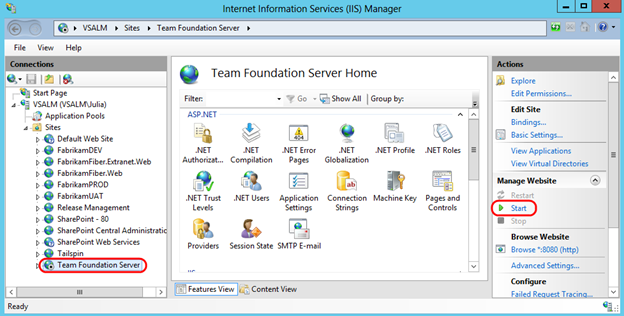 Internet Information Services (IIS) Manager
VSALM
Sites
Team Foundation Server
File
View
Help
Connections
Start Page
VSALM (VSALM\Julia)
Application Pools
Sites
Default Web Site
FabrikamDEV
FabrikamFiber.Extranet.Web
FabrikamFiber.Web
FabrikamPROD
FabrikamUAT
Release Management
SharePoint - 80
SharePoint Central Administra
SharePoint Web Services
Tailspin
Team Foundation Server
Team Foundation Server Home
Filter:
Go
Show All
Group by:
ASP.NET
.NET Authorizat...
.NET Compilation
.NET Error Pages
.NET Globalization
.NET Profile
.NET Roles
.NET Trust Levels
.NET Users
Application Settings
Connection Strings
Machine Key
Pages and Controls
Providers
Session State
SMTP E-mail
IIS
Features View
Content View
Actions
Explore
Edit Permissions...
Edit Site
Bindings...
Basic Settings...
View Applications
View Virtual Directories
Manage Website
Restart
Start
Stop
Browse Website
Browse *:8080 (http)
Advanced Settings...
Configure
Failed Request Tracing...
Ready